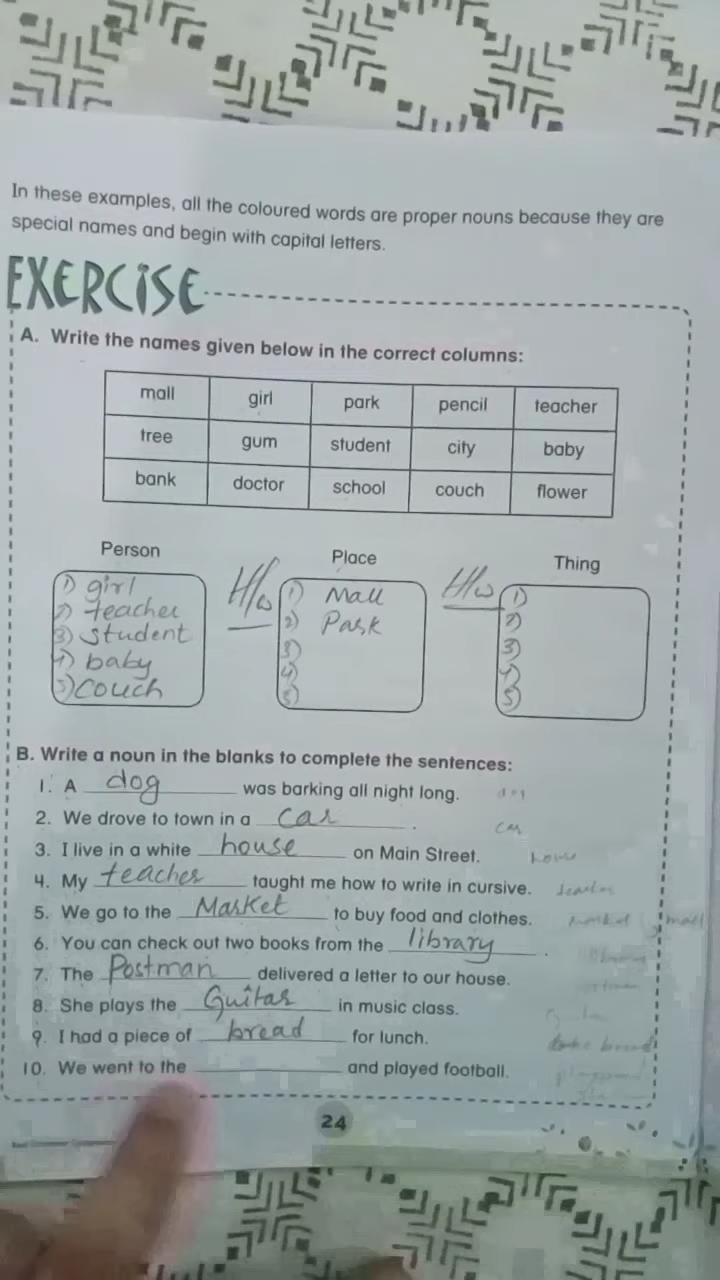 In these examples, all the coloured words are proper nouns because they are
special names and begin with capital letters.
EXERCISE
A. Write the names given below in the correct columns:
mall girl park pencil teacher
tree gum student city baby
bank doctor school couch flower
Person Place Thing
1) girl H/w 1) Mall H/w 1)
2) teacher 2) Park 2)
3) student 3) 3)
4) baby 4) 4)
5) couch 5) 5)
B. Write a noun in the blanks to complete the sentences:
1. A dog was barking all night long. dog
2. We drove to town in a car. car
3. I live in a white house on Main Street. house
4. My teacher taught me how to write in cursive. teacher
5. We go to the Market to buy food and clothes. market mall
6. You can check out two books from the library.
7. The Postman delivered a letter to our house.
8. She plays the Guitar in music class.
9. I had a piece of bread for lunch. bread
10. We went to the and played football.
24